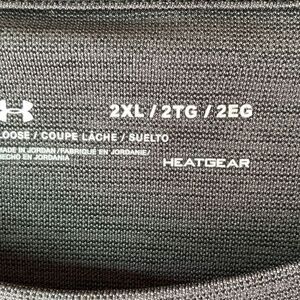 2XL / 2TG / 2EG
LOOSE / COUPE LÂCHE / SUELTO
MADE IN JORDAN / FABRIQUÉ EN JORDANIE /
HECHO EN JORDANIA
HEATGEAR